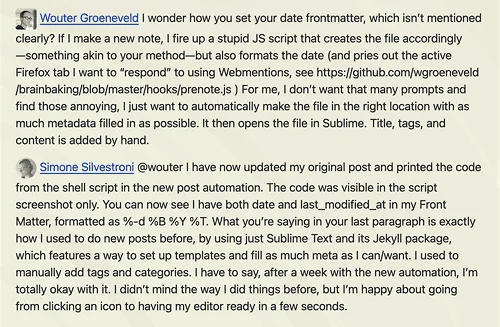 Wouter Groeneveld I wonder how you set your date frontmatter, which isn't mentioned
clearly? If I make a new note, I fire up a stupid JS script that creates the file accordingly
—something akin to your method—but also formats the date (and pries out the active
Firefox tab I want to “respond” to using Webmentions, see https://github.com/wgroeneveld
/brainbaking/blob/master/hooks/prenote.js ) For me, I don't want that many prompts and
find those annoying, I just want to automatically make the file in the right location with as
much metadata filled in as possible. It then opens the file in Sublime. Title, tags, and
content is added by hand.
Simone Silvestroni @wouter I have now updated my original post and printed the code
from the shell script in the new post automation. The code was visible in the script
screenshot only. You can now see I have both date and last_modified_at in my Front
Matter, formatted as %-d %B %Y %T. What you're saying in your last paragraph is exactly
how I used to do new posts before, by using just Sublime Text and its Jekyll package,
which features a way to set up templates and fill as much meta as I can/want. I used to
manually add tags and categories. I have to say, after a week with the new automation, I'm
totally okay with it. I didn't mind the way I did things before, but I'm happy about going
from clicking an icon to having my editor ready in a few seconds.